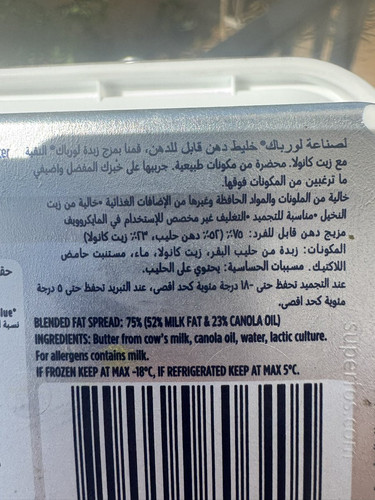 لصناعة لورباك® خليط دهن قابل للدهن، قمنا بمزج زبدة لورباك® النقية
مع زيت كانولا. محضرة من مكونات طبيعية. جربيها على خبزك المفضل واضيفي
ما ترغبين من المكونات فوقها.
خالية من الملونات والمواد الحافظة وغيرها من الإضافات الغذائية •خالية من زيت
النخيل •مناسبة للتجميد •التغليف غير مخصص للإستخدام في المايكروويف
مزيج دهن قابل للفرد: ٧٥٪ (٥٢٪ دهن حليب، ٢٣٪ زيت كانولا)
المكونات: زبدة من حليب البقر، زيت كانولا، ماء، مستنبت حامض
اللاكتيك. مسببات الحساسية: يحتوي على الحليب.
عند التجميد تحفظ حتى ١٨- درجة مئوية كحد اقصى، عند التبريد تحفظ حتى ٥ درجة
مئوية كحد اقصى.
BLENDED FAT SPREAD: 75% (52% MILK FAT & 23% CANOLA OIL)
INGREDIENTS: Butter from cow's milk, canola oil, water, lactic culture.
For allergens contains milk.
IF FROZEN KEEP AT MAX -18°C, IF REFRIGERATED KEEP AT MAX 5°C.
superfos.com